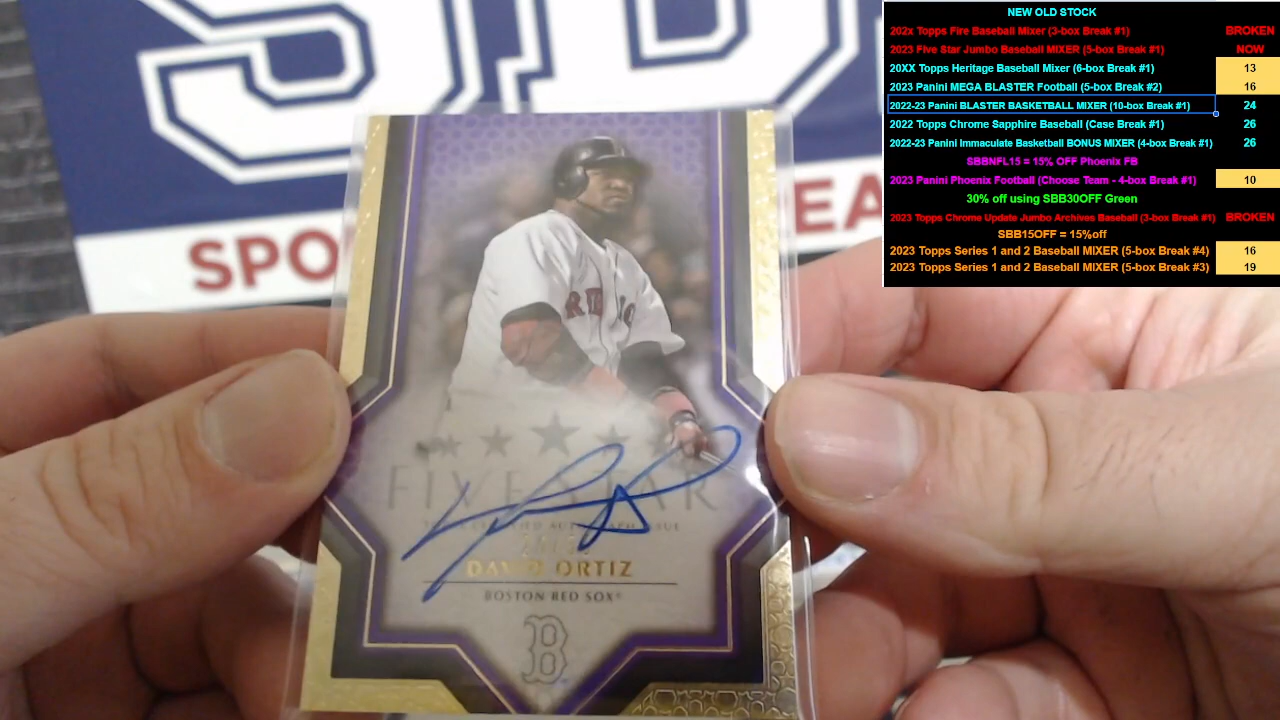 NEW OLD STOCK
202x Topps Fire Baseball Mixer (3-box Break #1) BROKEN
2023 Five Star Jumbo Baseball MIXER (5-box Break #1) NOW
20XX Topps Heritage Baseball Mixer (6-box Break #1) 13
2023 Panini MEGA BLASTER Football (5-box Break #2) 16
2022-23 Panini BLASTER BASKETBALL MIXER (10-box Break #1) 24
2022 Topps Chrome Sapphire Baseball (Case Break #1) 26
2022-23 Panini Immaculate Basketball BONUS MIXER (4-box Break #1) 26
SBBNFL15 = 15% OFF Phoenix FB
2023 Panini Phoenix Football (Choose Team - 4-box Break #1) 10
30% off using SBB30OFF Green
2023 Topps Chrome Update Jumbo Archives Baseball (3-box Break #1) BROKEN
SBB15OFF = 15%off
2023 Topps Series 1 and 2 Baseball MIXER (5-box Break #4) 16
2023 Topps Series 1 and 2 Baseball MIXER (5-box Break #3) 19
SPO
EA
FIVE STAR
TOPPS CERTIFIED AUTOGRAPH ISSUE
DAVID ORTIZ
BOSTON RED SOX
B